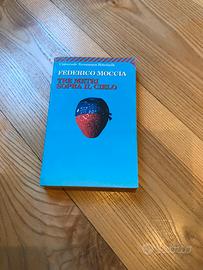 Universale Economica Feltrinelli
FEDERICO MOCCIA
TRE METRI
SOPRA IL CIELO